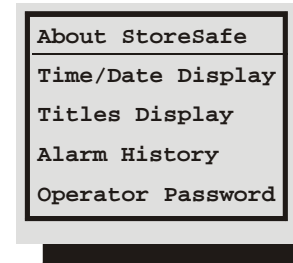 About StoreSafe
Time/Date Display
Titles Display
Alarm History
Operator Password